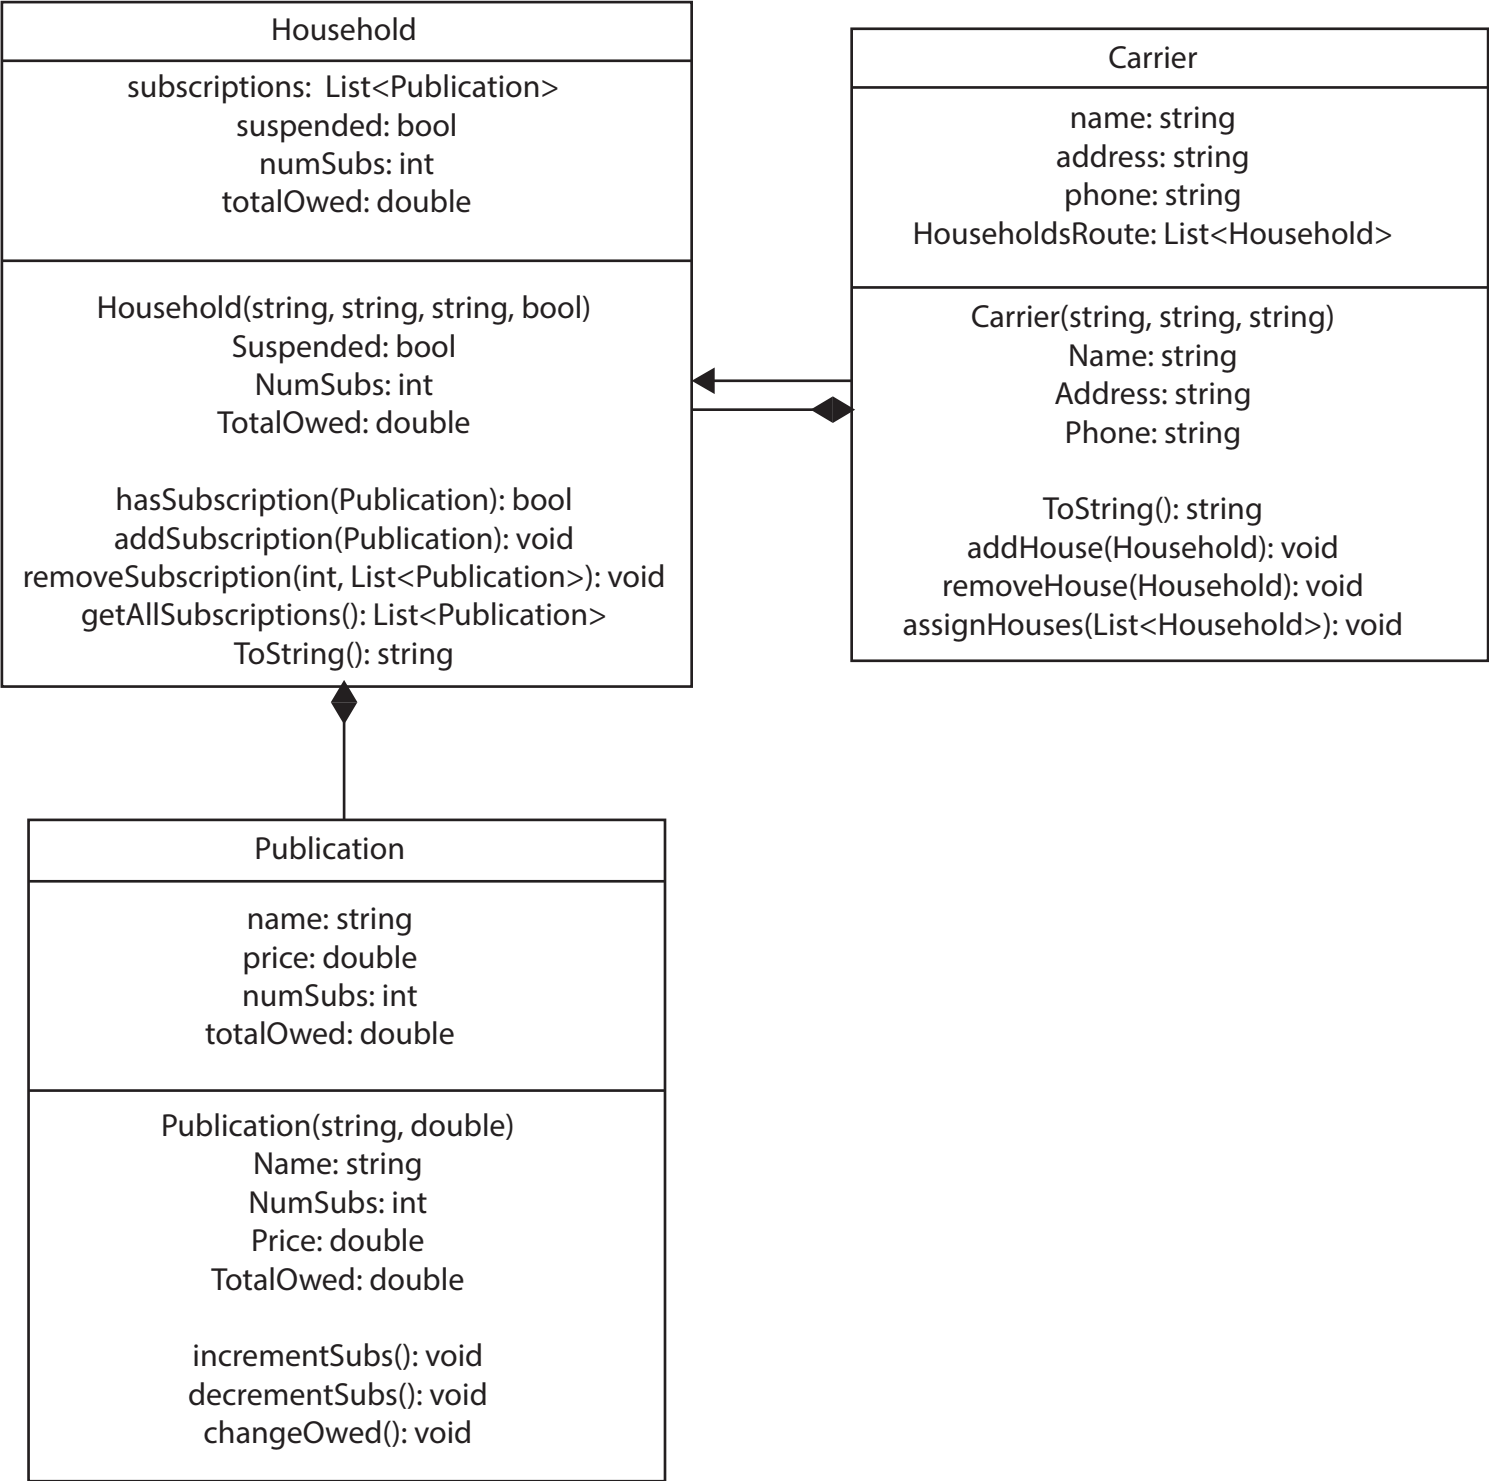 Household
subscriptions:  List<Publication>
suspended: bool
numSubs: int
totalOwed: double
Household(string, string, string, bool)
Suspended: bool
NumSubs: int
TotalOwed: double
hasSubscription(Publication): bool
addSubscription(Publication): void
removeSubscription(int, List<Publication>): void
getAllSubscriptions(): List<Publication>
ToString(): string
Carrier
name: string
address: string
phone: string
HouseholdsRoute: List<Household>
Carrier(string, string, string)
Name: string
Address: string
Phone: string
ToString(): string
addHouse(Household): void
removeHouse(Household): void
assignHouses(List<Household>): void
Publication
name: string
price: double
numSubs: int
totalOwed: double
Publication(string, double)
Name: string
NumSubs: int
Price: double
TotalOwed: double
incrementSubs(): void
decrementSubs(): void
changeOwed(): void